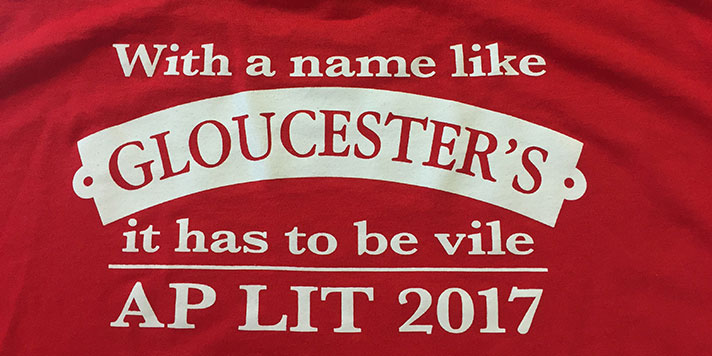 With a name like
GLOUCESTER'S
it has to be vile
AP LIT 2017